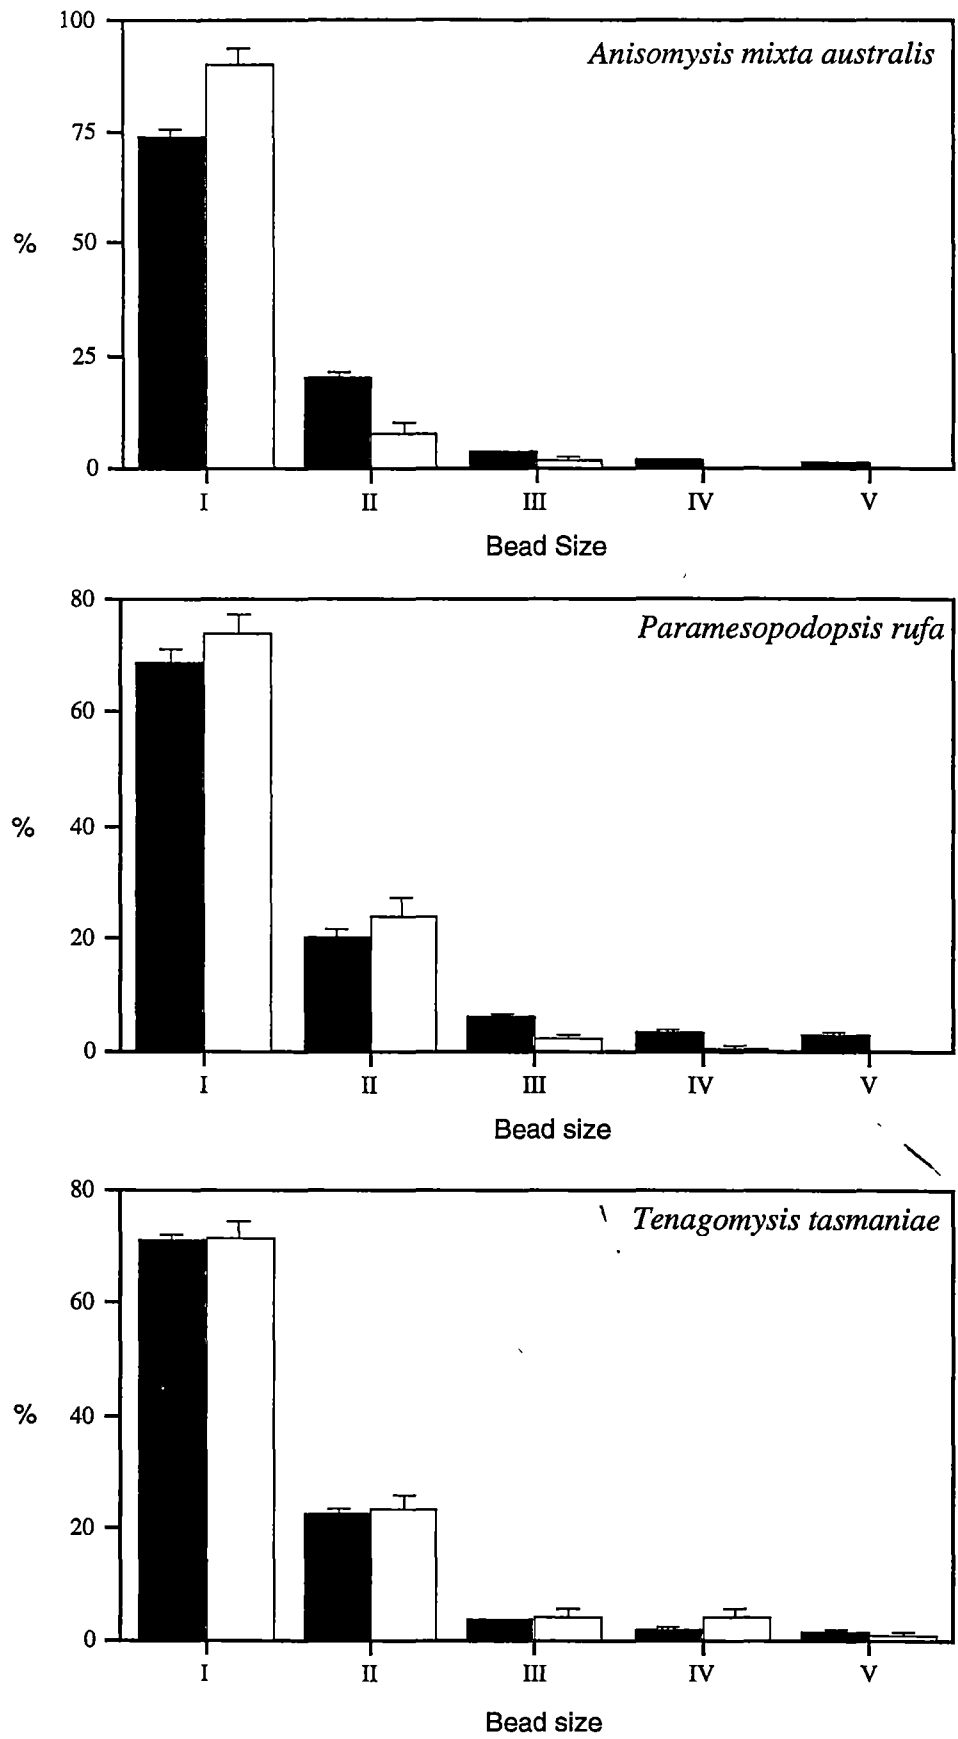 100
Anisomysis mixta australis
75
%
50
25
0
I II III IV V
Bead Size
80
Paramesopodopsis rufa
60
%
40
20
0
I II III IV V
Bead size
80
Tenagomysis tasmaniae
60
%
40
20
0
I II III IV V
Bead size